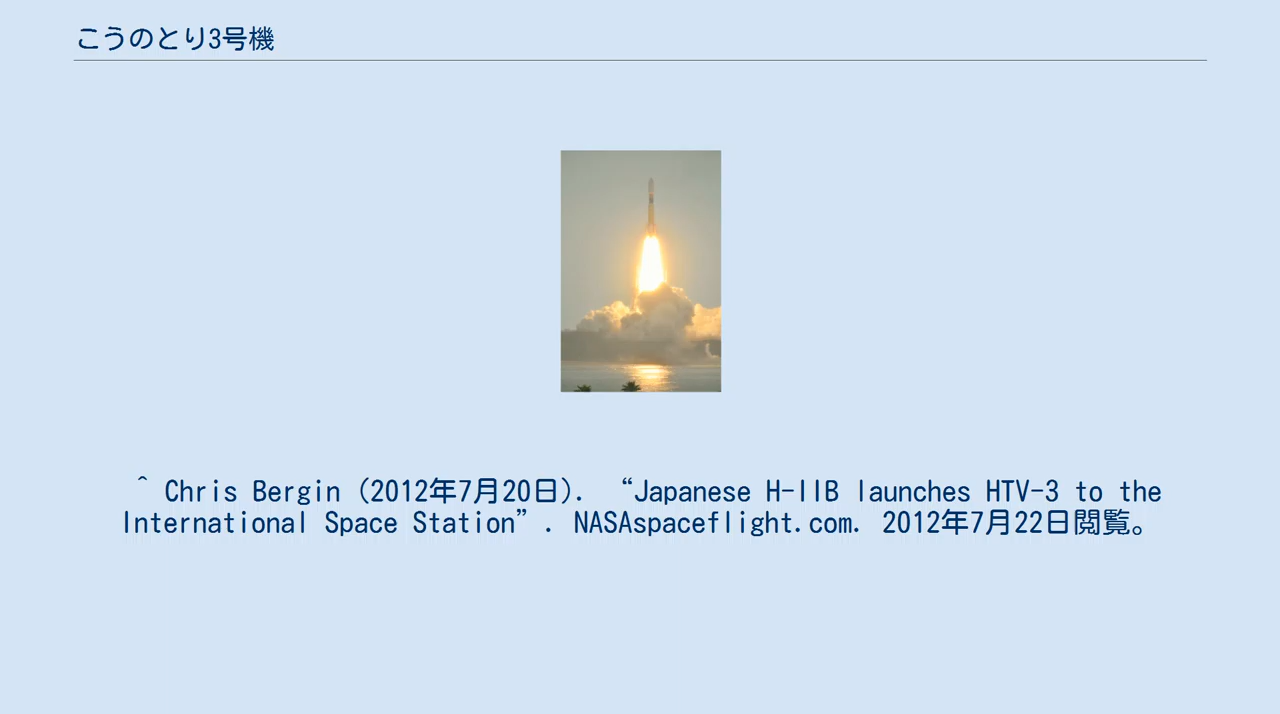 こうのとり3号機
^ Chris Bergin (2012年7月20日). “Japanese H-IIB launches HTV-3 to the
International Space Station”. NASAspaceflight.com. 2012年7月22日閲覧。